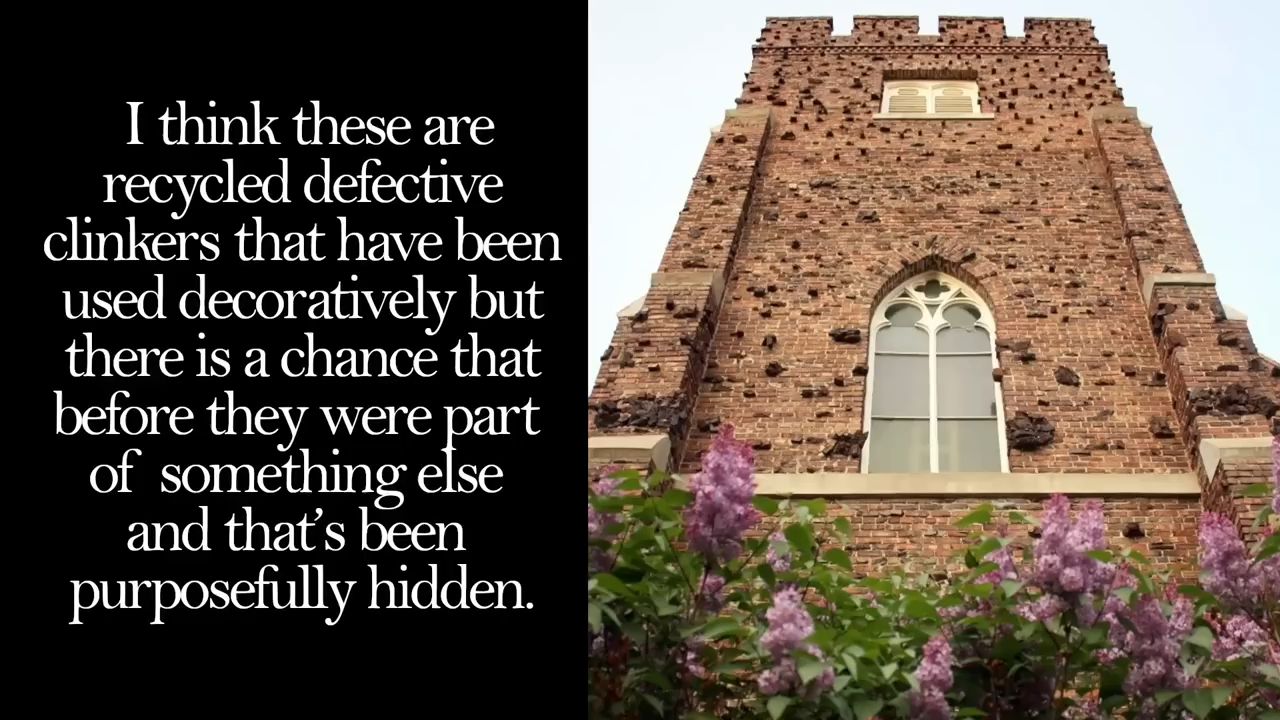 I think these are
recycled defective
clinkers that have been
used decoratively but
there is a chance that
before they were part
of something else
and that's been
purposefully hidden.